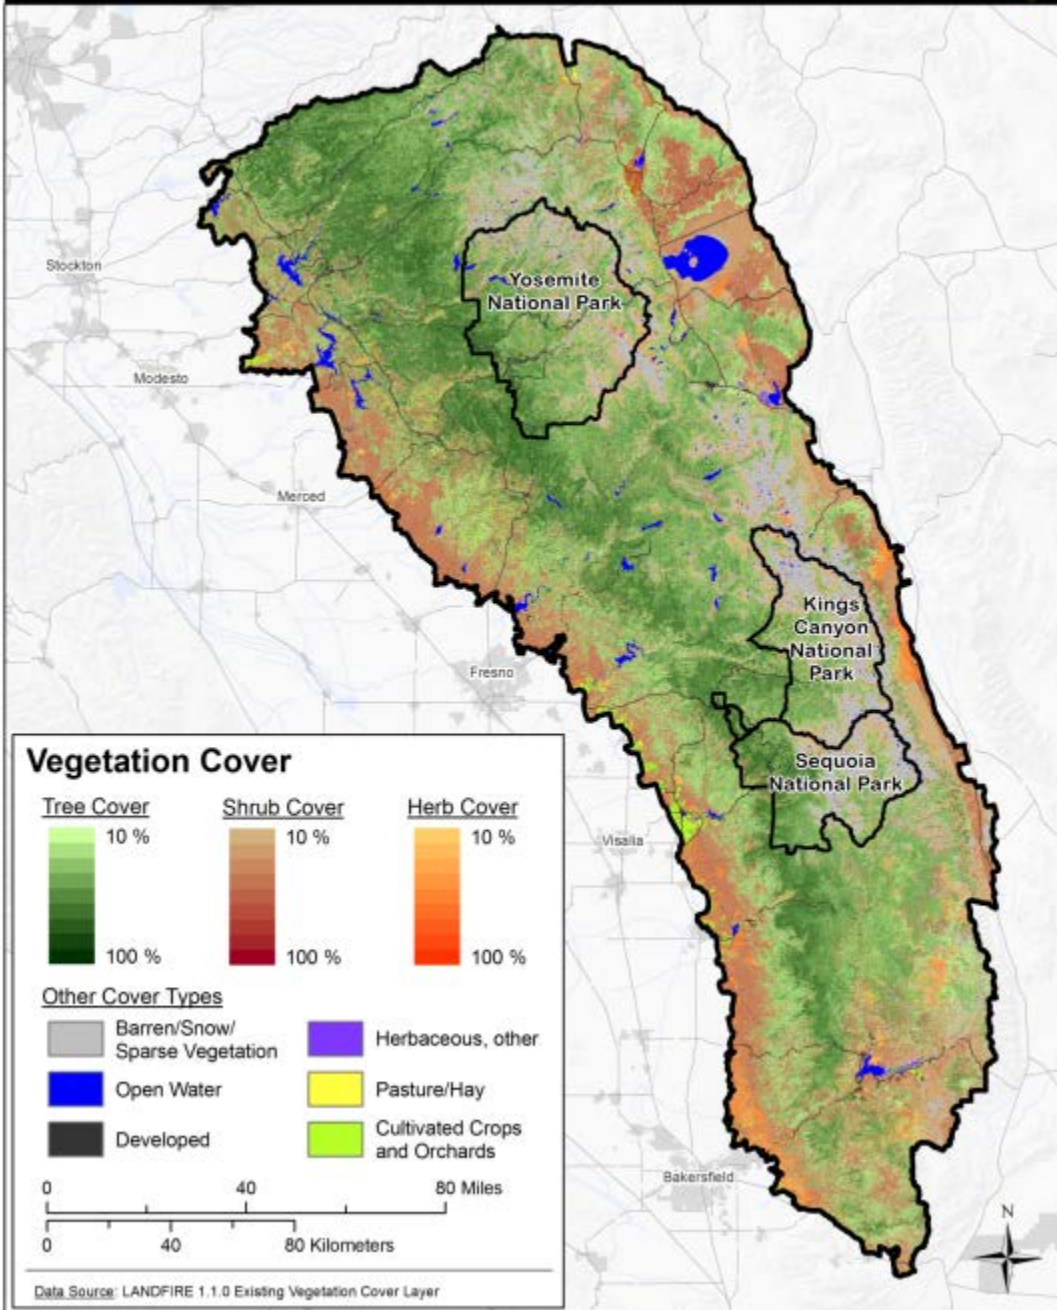 Yosemite
National Park
Stockton
Modesto
Merced
Kings
Canyon
National
Park
Fresno
Sequoia
National Park
Visalia
Bakersfield
N
Vegetation Cover
Tree Cover
Shrub Cover
Herb Cover
10 %
10 %
10 %
100 %
100 %
100 %
Other Cover Types
Barren/Snow/
Sparse Vegetation
Herbaceous, other
Open Water
Pasture/Hay
Developed
Cultivated Crops
and Orchards
0 40 80 Miles
0 40 80 Kilometers
Data Source: LANDFIRE 1.1.0 Existing Vegetation Cover Layer